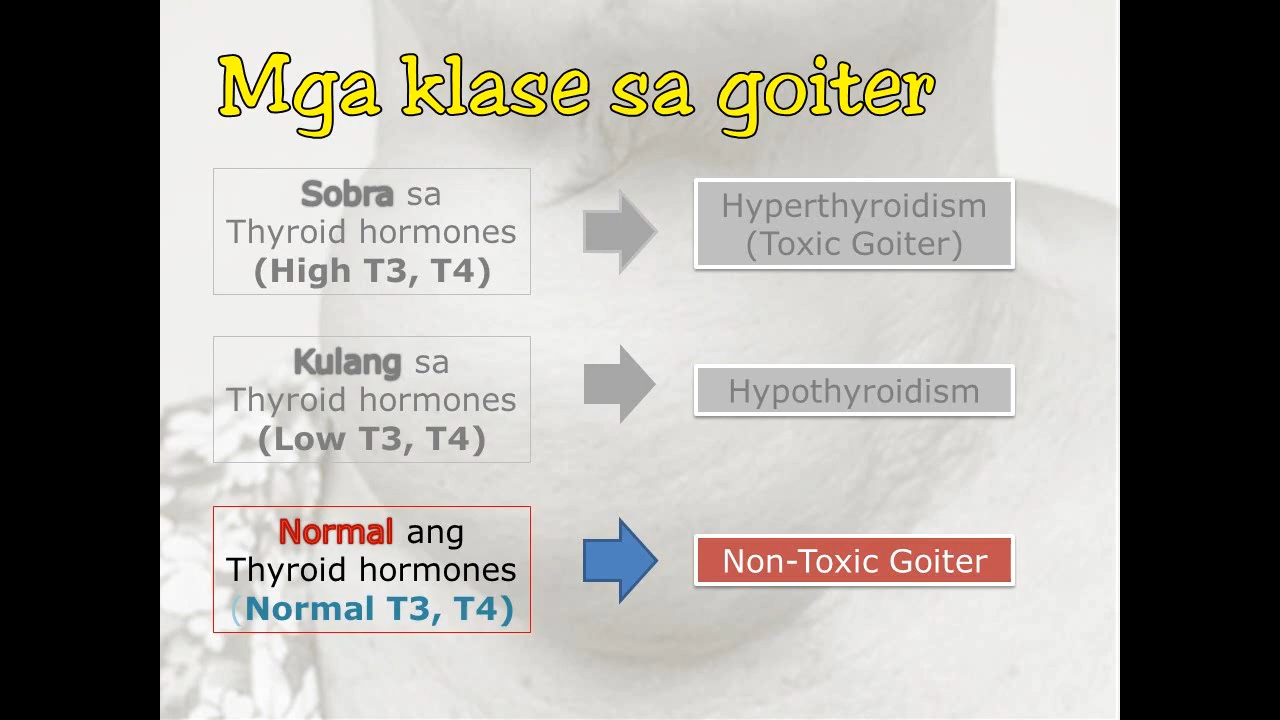 Mga klase sa goiter
Sobra sa
Thyroid hormones
(High T3, T4)
Hyperthyroidism
(Toxic Goiter)
Kulang sa
Thyroid hormones
(Low T3, T4)
Hypothyroidism
Normal ang
Thyroid hormones
(Normal T3, T4)
Non-Toxic Goiter